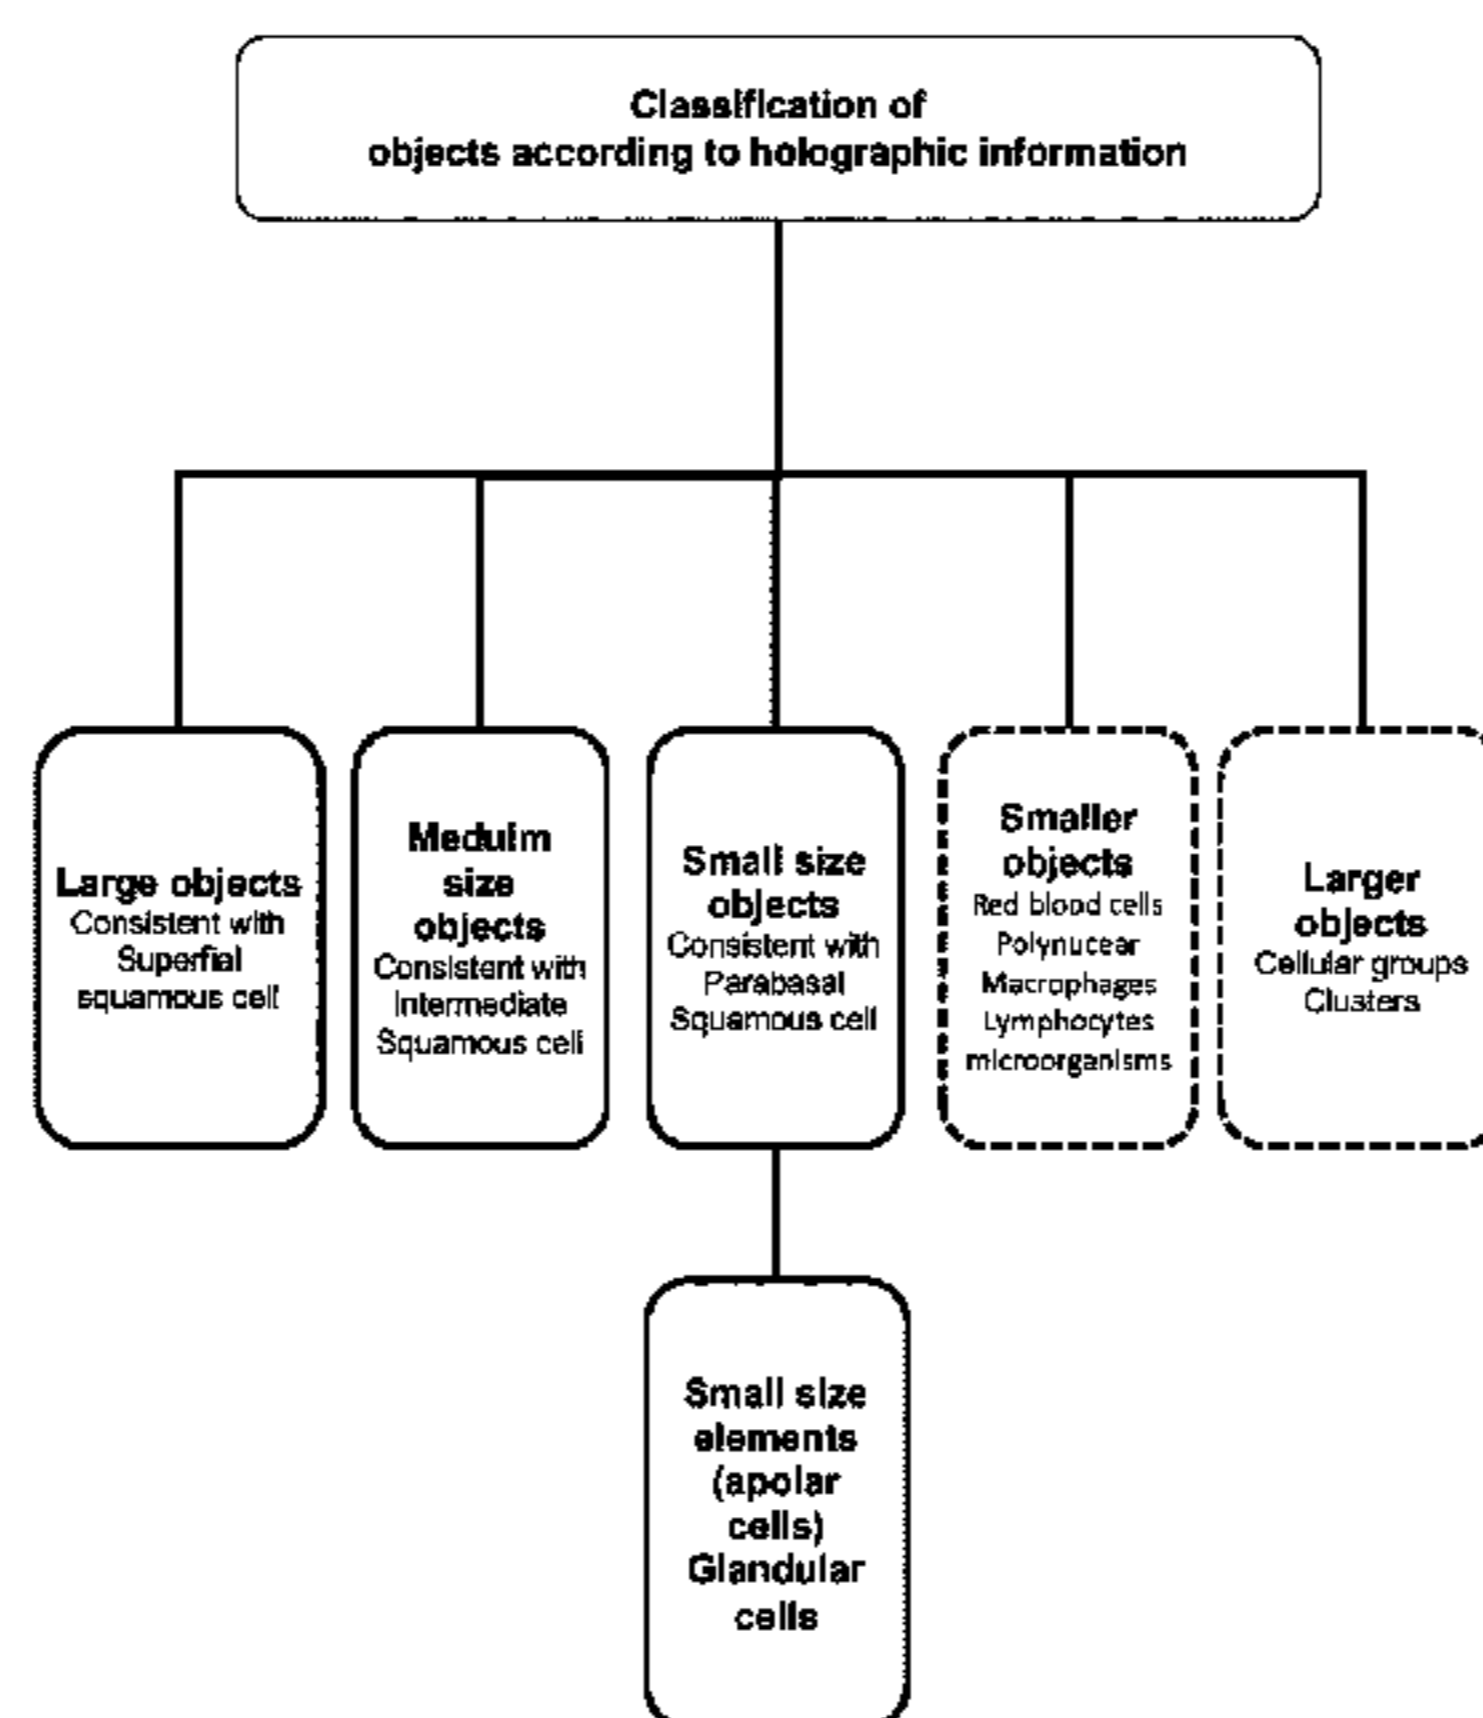 Classification of
objects according to holographic information
Large objects
Consistent with
Superfial
squamous cell
Meduim
size
objects
Consistent with
Intermediate
Squamous cell
Small size
objects
Consistent with
Parabasal
Squamous cell
Smaller
objects
Red blood cells
Polynucear
Macrophages
Lymphocytes
microorganisms
Larger
objects
Cellular groups
Clusters
Small size
elements
(apolar
cells)
Glandular
cells